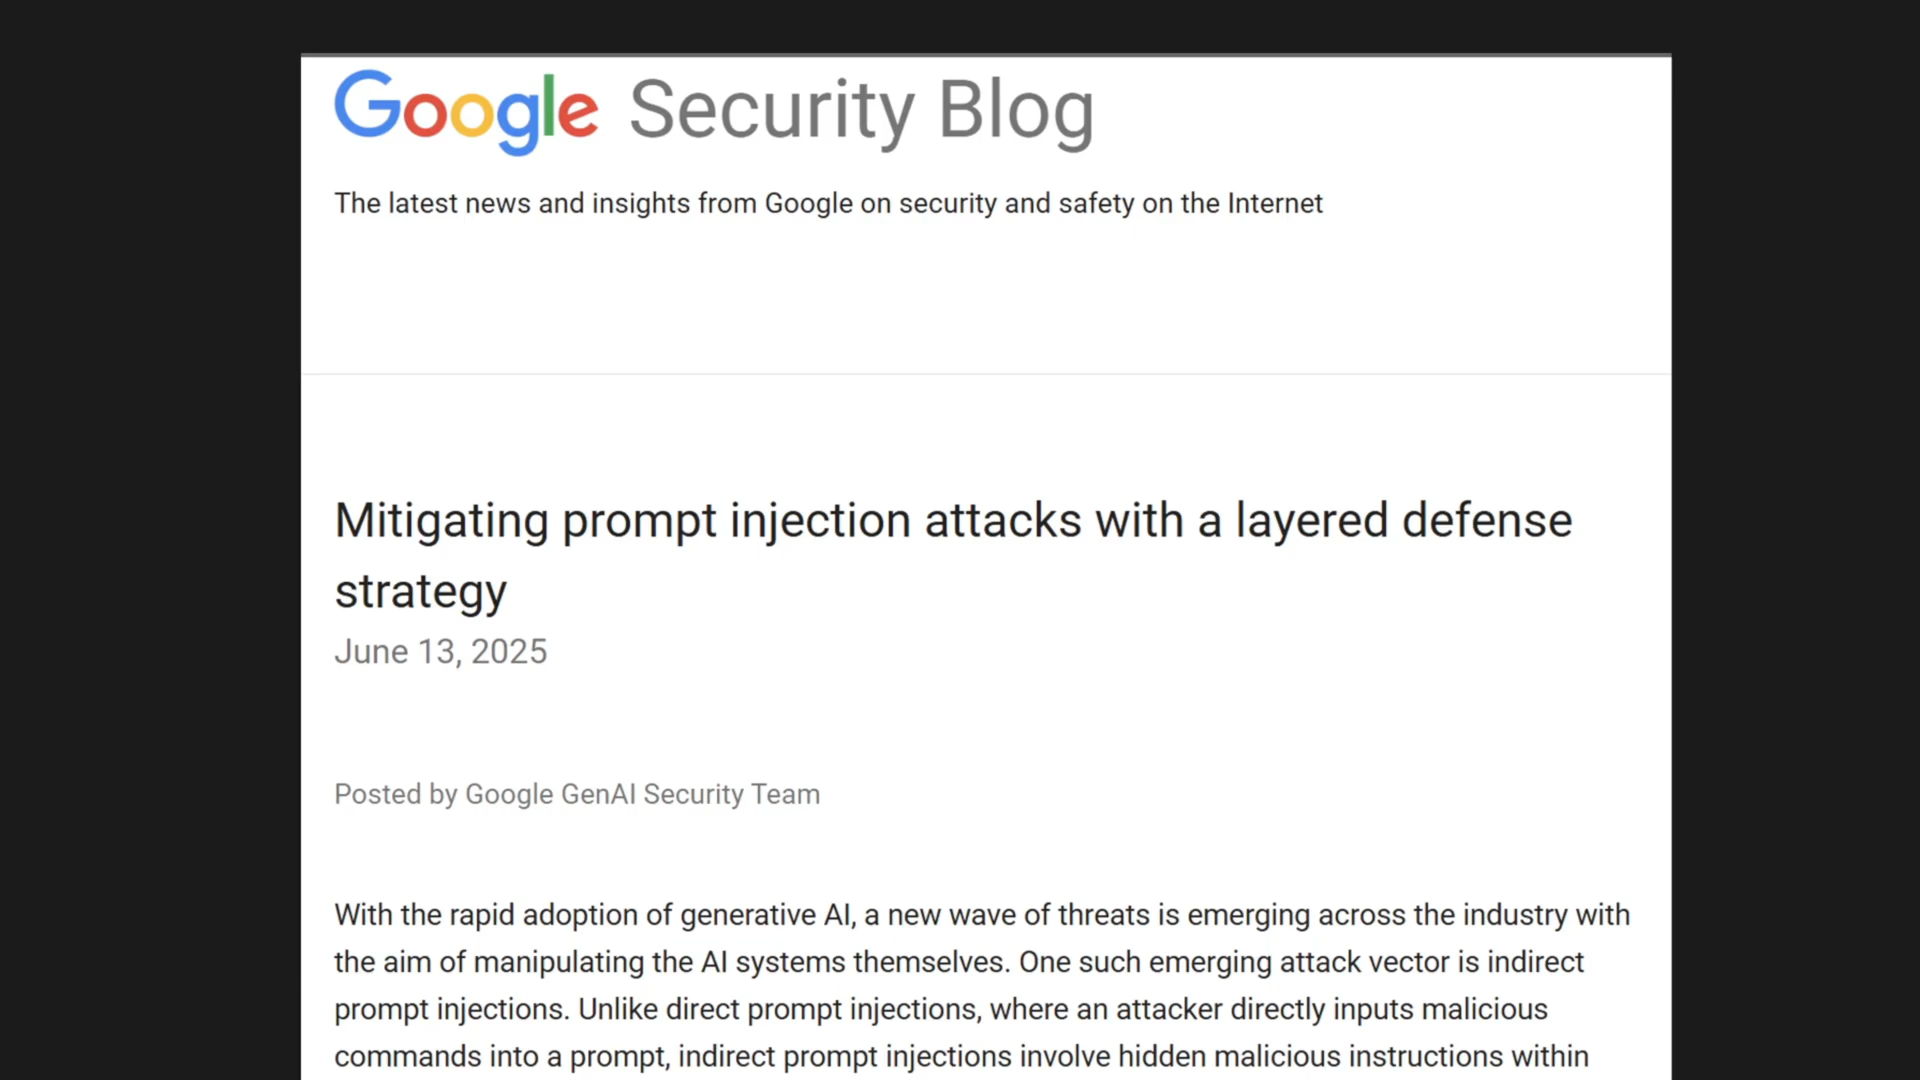 Google Security Blog
The latest news and insights from Google on security and safety on the Internet
Mitigating prompt injection attacks with a layered defense
strategy
June 13, 2025
Posted by Google GenAI Security Team
With the rapid adoption of generative AI, a new wave of threats is emerging across the industry with
the aim of manipulating the AI systems themselves. One such emerging attack vector is indirect
prompt injections. Unlike direct prompt injections, where an attacker directly inputs malicious
commands into a prompt, indirect prompt injections involve hidden malicious instructions within